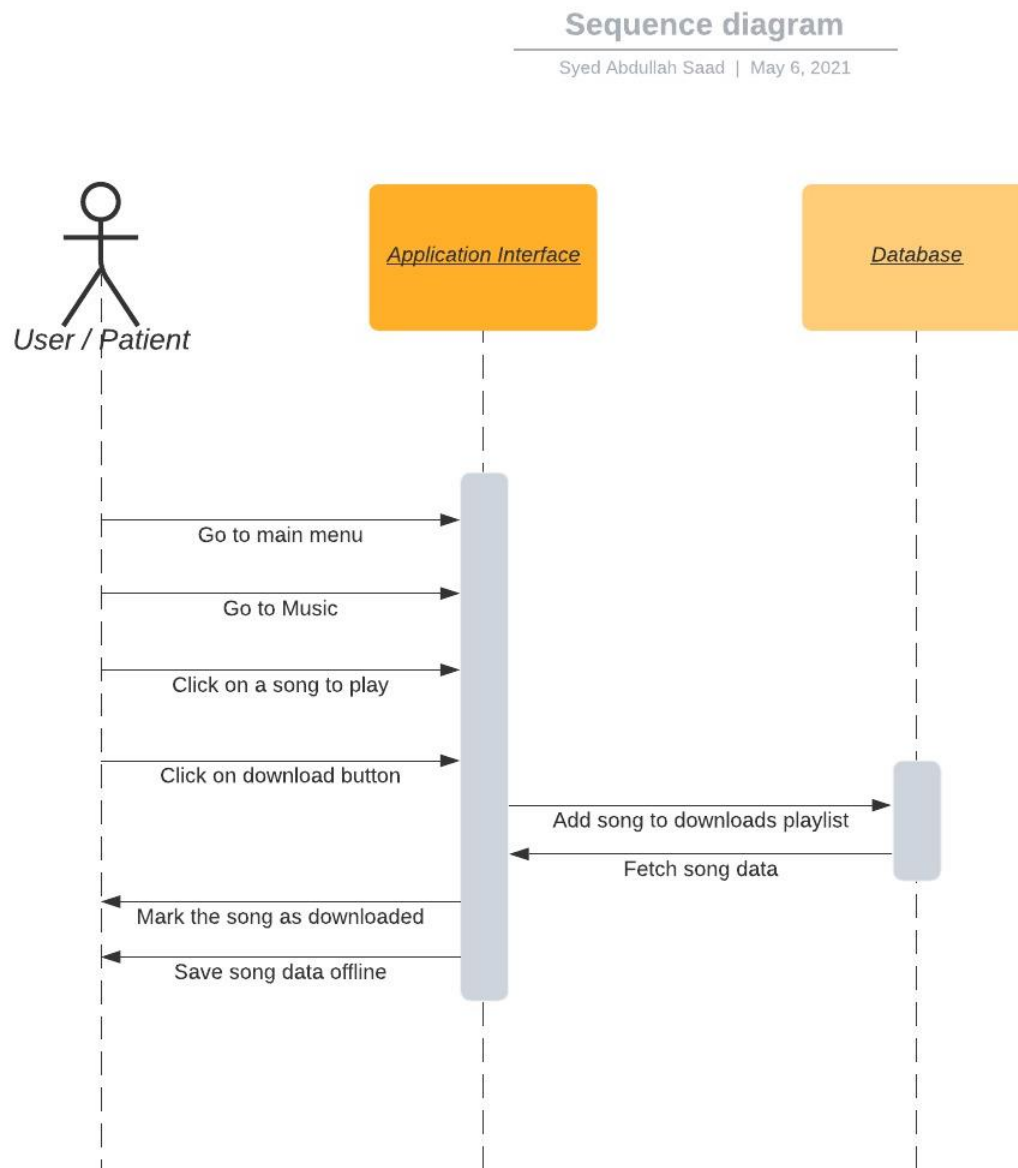 Sequence diagram
Syed Abdullah Saad | May 6, 2021
User / Patient
Application Interface
Database
Go to main menu
Go to Music
Click on a song to play
Click on download button
Add song to downloads playlist
Fetch song data
Mark the song as downloaded
Save song data offline